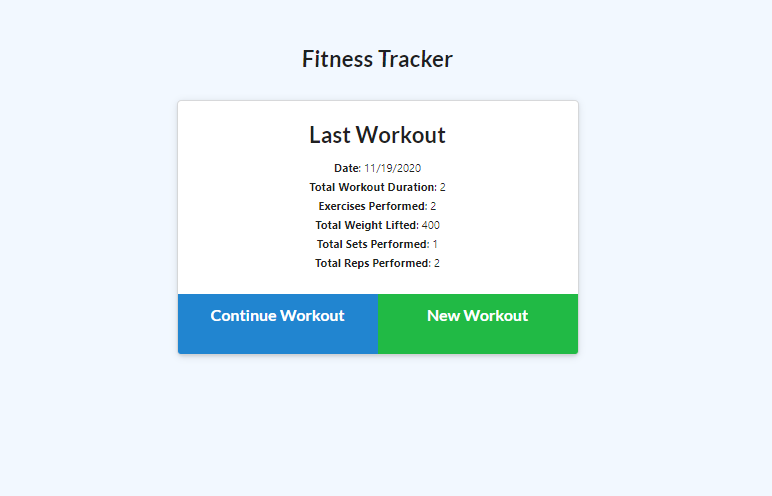 Fitness Tracker
Last Workout
Date: 11/19/2020
Total Workout Duration: 2
Exercises Performed: 2
Total Weight Lifted: 400
Total Sets Performed: 1
Total Reps Performed: 2
Continue Workout
New Workout